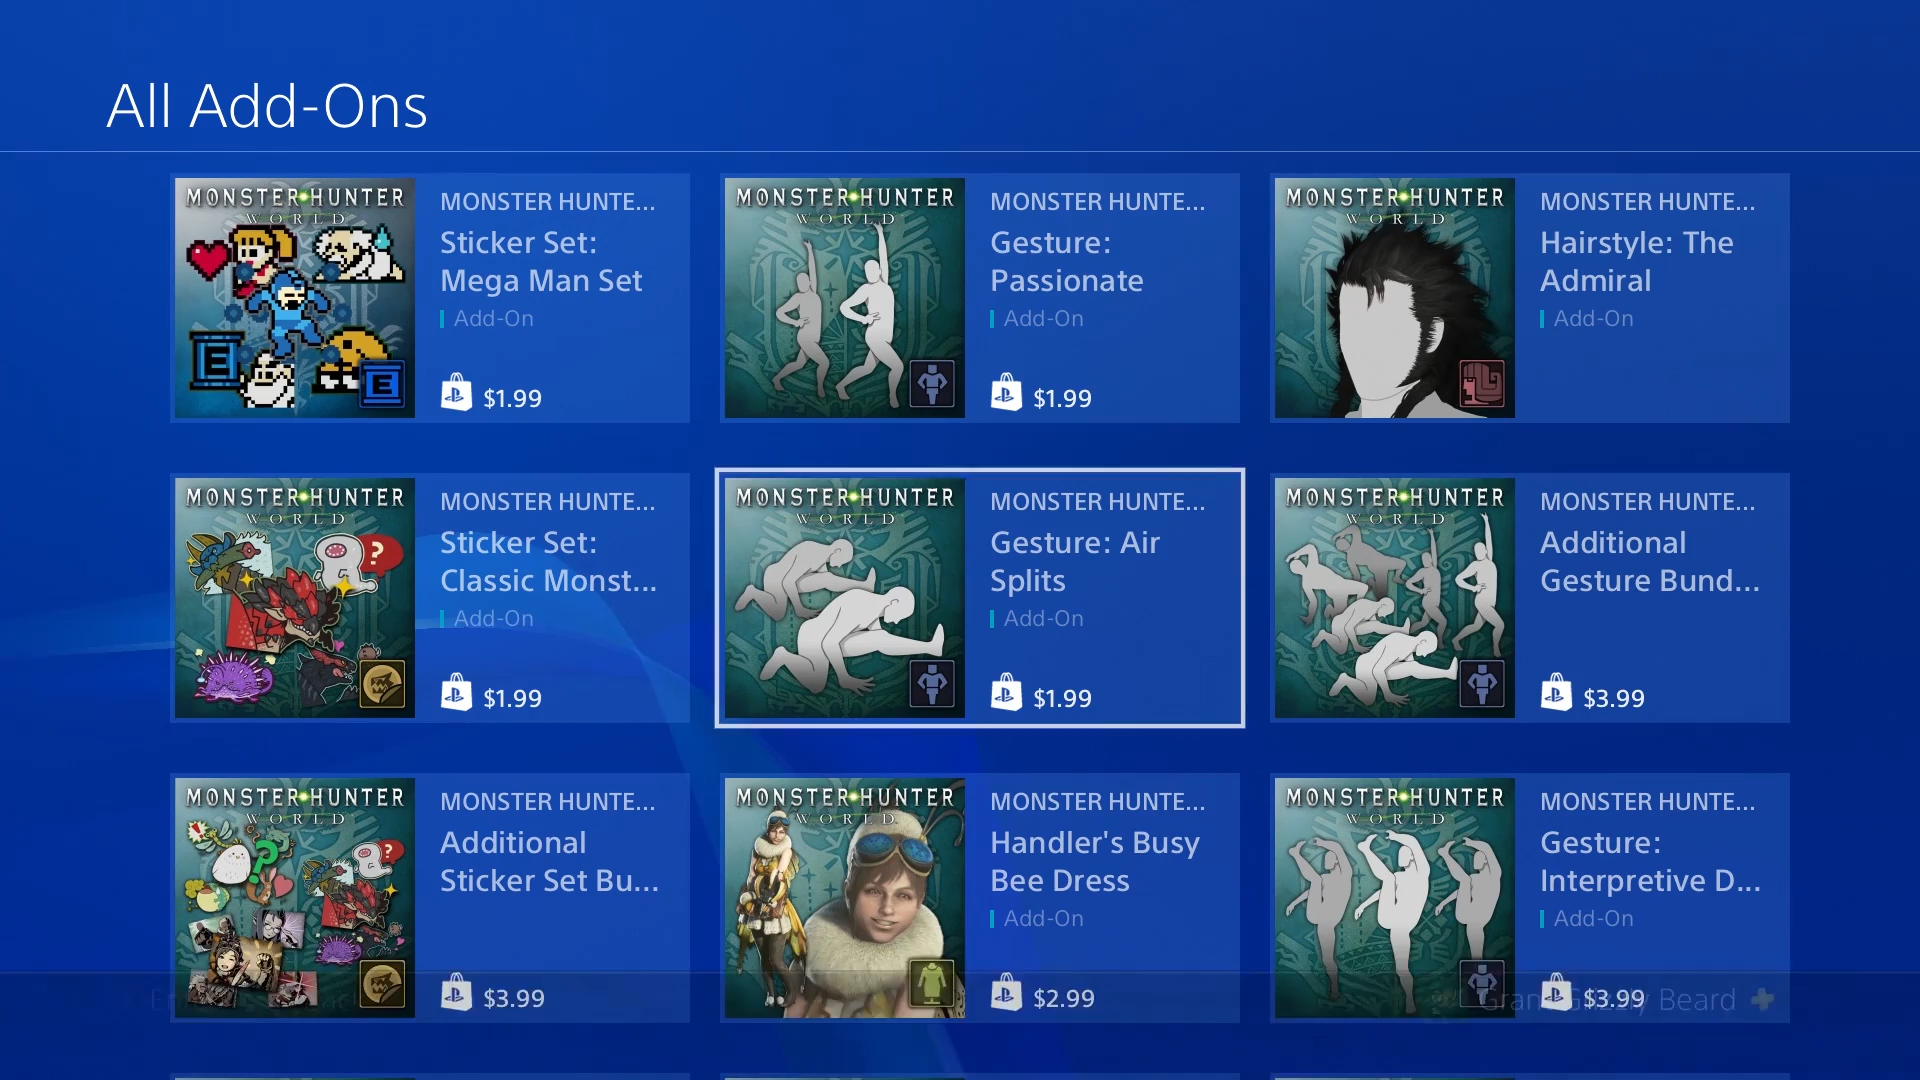 All Add-Ons
MONSTER HUNTER
WORLD
MONSTER HUNTE...
Sticker Set:
Mega Man Set
Add-On
$1.99
E
E
MONSTER HUNTER
WORLD
MONSTER HUNTE...
Gesture:
Passionate
Add-On
$1.99
MONSTER HUNTER
WORLD
MONSTER HUNTE...
Hairstyle: The
Admiral
Add-On
MONSTER HUNTER
WORLD
?
MONSTER HUNTE...
Sticker Set:
Classic Monst...
Add-On
$1.99
MONSTER HUNTER
WORLD
MONSTER HUNTE...
Gesture: Air
Splits
Add-On
$1.99
MONSTER HUNTER
WORLD
MONSTER HUNTE...
Additional
Gesture Bund...
$3.99
MONSTER HUNTER
WORLD
!
?
?
MONSTER HUNTE...
Additional
Sticker Set Bu...
$3.99
MONSTER HUNTER
WORLD
MONSTER HUNTE...
Handler's Busy
Bee Dress
Add-On
$2.99
MONSTER HUNTER
WORLD
MONSTER HUNTE...
Gesture:
Interpretive D...
Add-On
$3.99
Beard